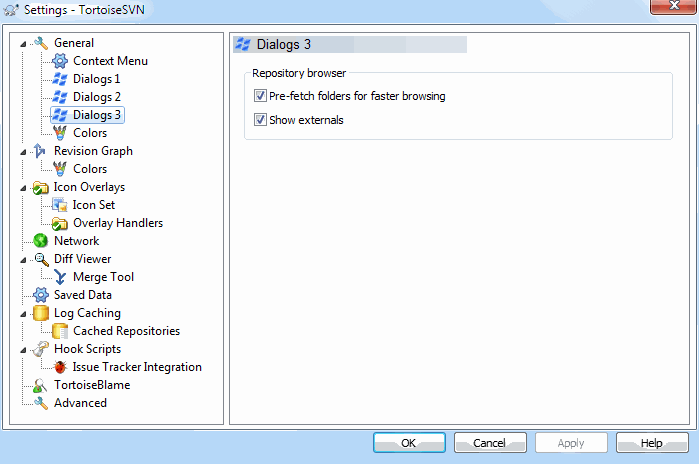 Settings - TortoiseSVN
General
Context Menu
Dialogs 1
Dialogs 2
Dialogs 3
Colors
Revision Graph
Colors
Icon Overlays
Icon Set
Overlay Handlers
Network
Diff Viewer
Merge Tool
Saved Data
Log Caching
Cached Repositories
Hook Scripts
Issue Tracker Integration
TortoiseBlame
Advanced
Dialogs 3
Repository browser
Pre-fetch folders for faster browsing
Show externals
OK Cancel Apply Help